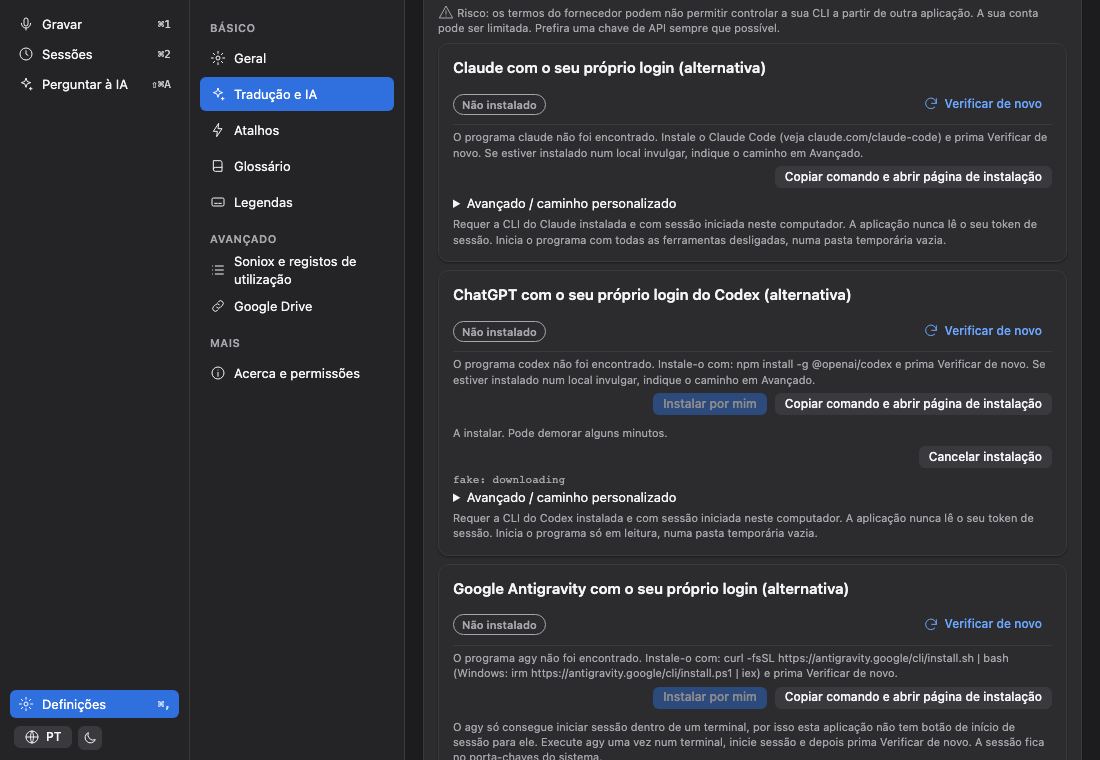 Gravar ⌘1
Sessões ⌘2
Perguntar à IA ⇧⌘A
Definições ⌘,
PT
BÁSICO
Geral
Tradução e IA
Atalhos
Glossário
Legendas
AVANÇADO
Soniox e registos de
utilização
Google Drive
MAIS
Acerca e permissões
⚠ Risco: os termos do fornecedor podem não permitir controlar a sua CLI a partir de outra aplicação. A sua conta
pode ser limitada. Prefira uma chave de API sempre que possível.
Claude com o seu próprio login (alternativa)
Não instalado
Verificar de novo
O programa claude não foi encontrado. Instale o Claude Code (veja claude.com/claude-code) e prima Verificar de
novo. Se estiver instalado num local invulgar, indique o caminho em Avançado.
Copiar comando e abrir página de instalação
▶ Avançado / caminho personalizado
Requer a CLI do Claude instalada e com sessão iniciada neste computador. A aplicação nunca lê o seu token de
sessão. Inicia o programa com todas as ferramentas desligadas, numa pasta temporária vazia.
ChatGPT com o seu próprio login do Codex (alternativa)
Não instalado
Verificar de novo
O programa codex não foi encontrado. Instale-o com: npm install -g @openai/codex e prima Verificar de novo. Se
estiver instalado num local invulgar, indique o caminho em Avançado.
Instalar por mim
Copiar comando e abrir página de instalação
A instalar. Pode demorar alguns minutos.
Cancelar instalação
fake: downloading
▶ Avançado / caminho personalizado
Requer a CLI do Codex instalada e com sessão iniciada neste computador. A aplicação nunca lê o seu token de
sessão. Inicia o programa só em leitura, numa pasta temporária vazia.
Google Antigravity com o seu próprio login (alternativa)
Não instalado
Verificar de novo
O programa agy não foi encontrado. Instale-o com: curl -fsSL https://antigravity.google/cli/install.sh | bash
(Windows: irm https://antigravity.google/cli/install.ps1 | iex) e prima Verificar de novo.
Instalar por mim
Copiar comando e abrir página de instalação
O agy só consegue iniciar sessão dentro de um terminal, por isso esta aplicação não tem botão de início de
sessão para ele. Execute agy uma vez num terminal, inicie sessão e depois prima Verificar de novo. A sessão fica
no porta-chaves do sistema.